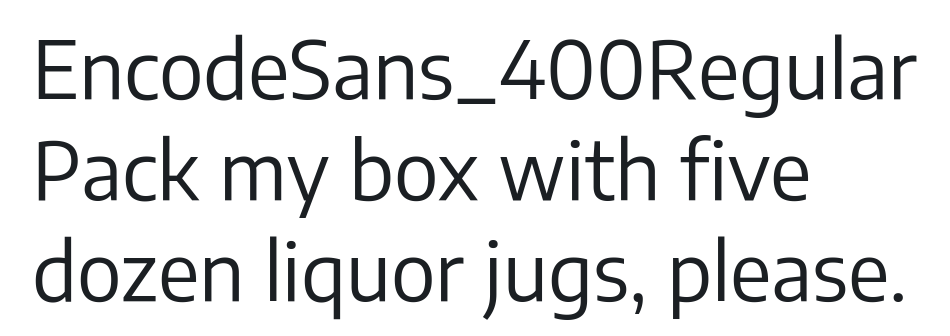 EncodeSans_400Regular
Pack my box with five
dozen liquor jugs, please.